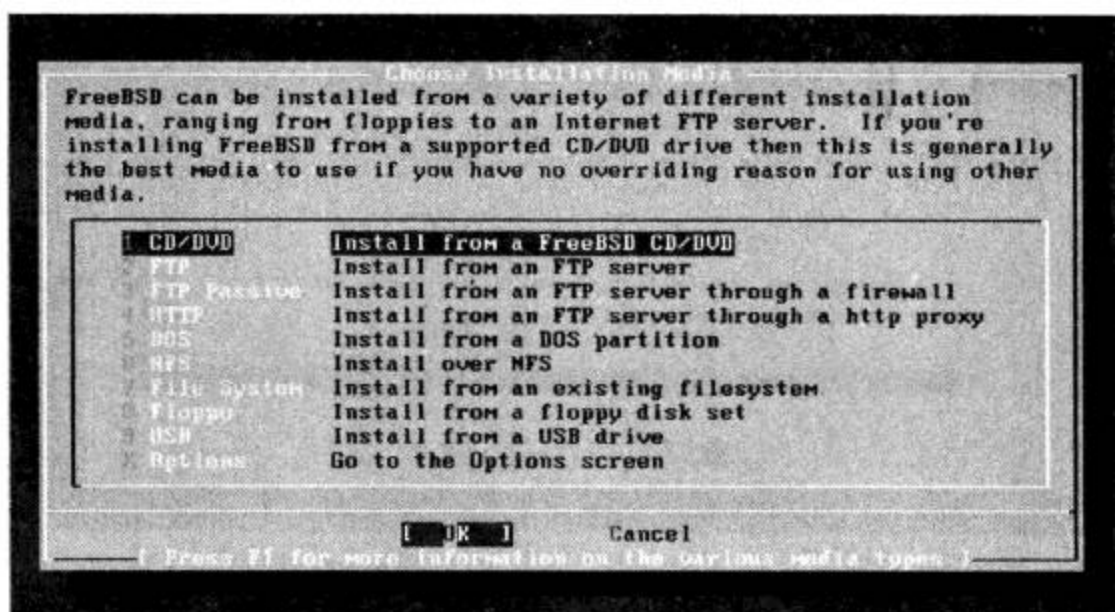 Choose Installation Media
FreeBSD can be installed from a variety of different installation
media, ranging from floppies to an Internet FTP server.  If you're
installing FreeBSD from a supported CD/DVD drive then this is generally
the best media to use if you have no overriding reason for using other
media.
1 CD/DVD Install from a FreeBSD CD/DVD
2 FTP Install from an FTP server
3 FTP Passive Install from an FTP server through a firewall
4 HTTP Install from an FTP server through a http proxy
5 DOS Install from a DOS partition
6 NFS Install over NFS
7 File System Install from an existing filesystem
8 Floppy Install from a floppy disk set
9 USB Install from a USB drive
X Options Go to the Options screen
[ OK ] Cancel
[ Press F1 for more information on the various media types ]